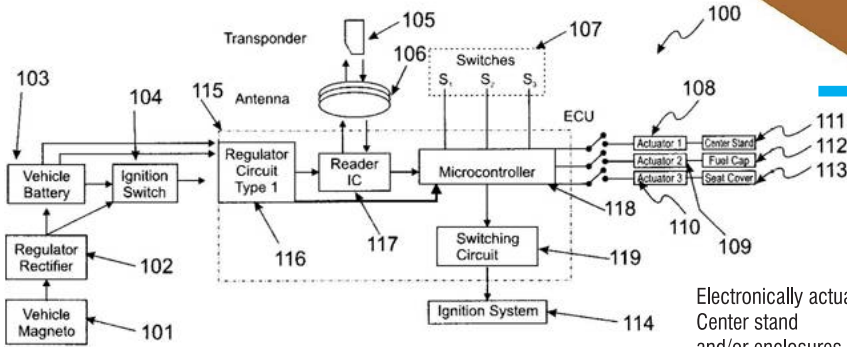 105
100
Transponder
107
106
Switches
S₁ S₂ S₃
103
104
115
Antenna
ECU
108
111
112
113
Vehicle
Battery
Ignition
Switch
Regulator
Circuit
Type 1
Reader
IC
Microcontroller
Actuator 1
Center Stand
Actuator 2
Fuel Cap
Actuator 3
Seat Cover
118
110
109
116
117
Regulator
Rectifier
102
Switching
Circuit
119
Vehicle
Magneto
101
Ignition System
114
Electronically actua
Center stand
and/or enclosures